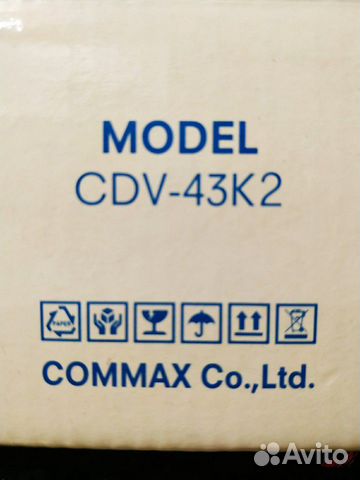 MODEL
CDV-43K2
PAPER
COMMAX Co.,Ltd.
Avito